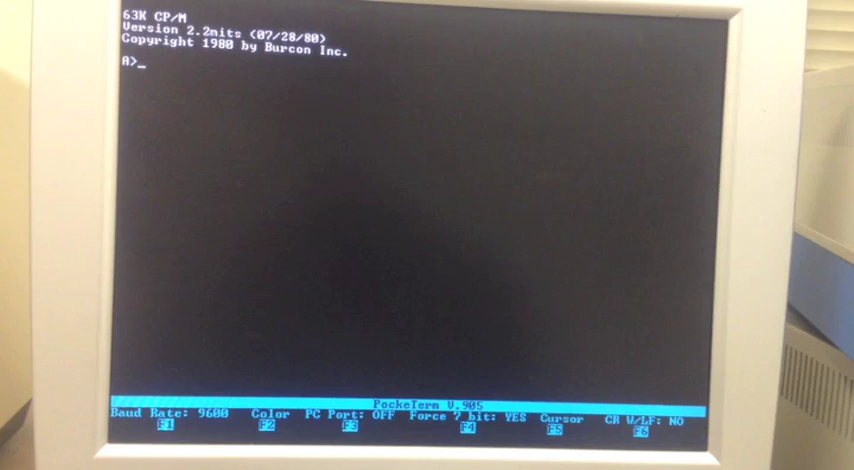 63K CP/M
Version 2.2mits (07/28/80)
Copyright 1980 by Burcon Inc.
A>_
PockeTerm V.905
Baud Rate: 9600 Color PC Port: OFF Force 7 bit: YES Cursor CR W/LF: NO
F1 F2 F3 F4 F5 F6